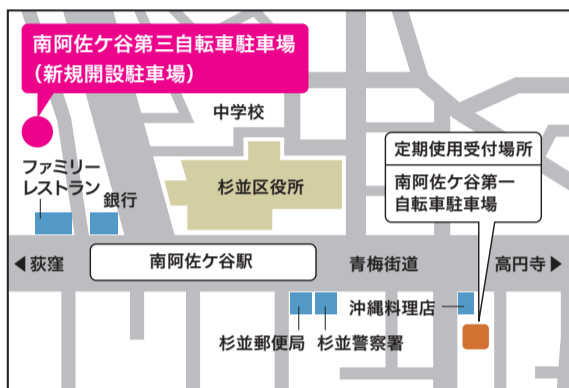 南阿佐ケ谷第三自転車駐車場
（新規開設駐車場）
中学校
定期使用受付場所
南阿佐ケ谷第一
自転車駐車場
ファミリー
レストラン
銀行
杉並区役所
◀荻窪
南阿佐ケ谷駅
青梅街道
高円寺▶
沖縄料理店
杉並郵便局
杉並警察署